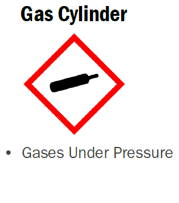 Gas Cylinder
• Gases Under Pressure